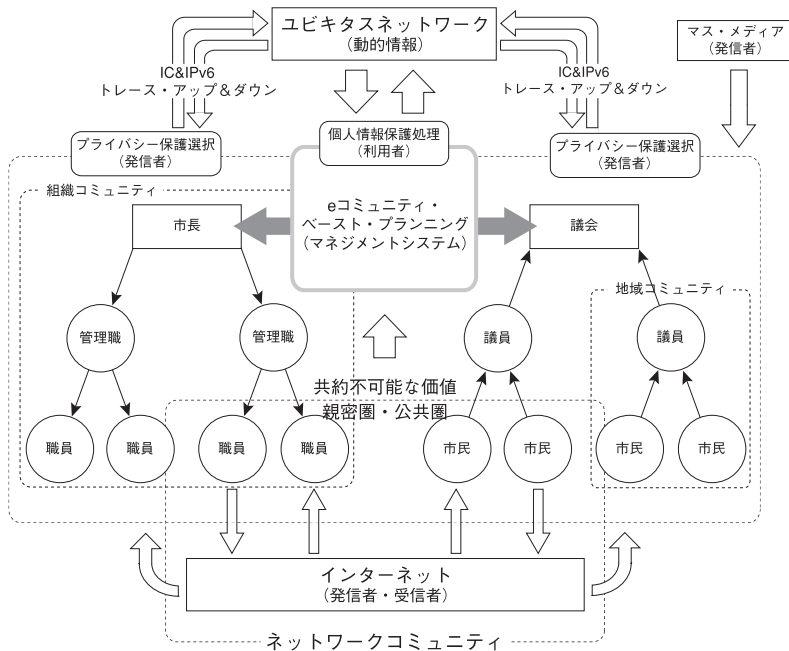 ユビキタスネットワーク
(動的情報)
マス・メディア
(発信者)
IC&IPv6
トレース・アップ&ダウン
IC&IPv6
トレース・アップ&ダウン
プライバシー保護選択
(発信者)
個人情報保護処理
(利用者)
プライバシー保護選択
(発信者)
組織コミュニティ
eコミュニティ・
ベースト・プランニング
(マネジメントシステム)
市長
議会
地域コミュニティ
管理職
管理職
議員
議員
共約不可能な価値
親密圏・公共圏
職員
職員
職員
職員
市民
市民
市民
市民
インターネット
(発信者・受信者)
ネットワークコミュニティ